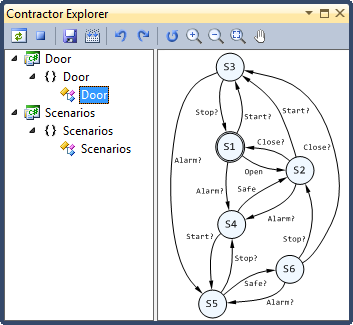 Contractor Explorer
Door
{ } Door
Door
Scenarios
{ } Scenarios
Scenarios
S3
Stop?
Start?
Start?
S1
Close?
Close?
Alarm?
Open
S2
Alarm?
Safe
S4
Alarm?
Start?
Stop?
Stop?
Safe?
S6
S5
Alarm?